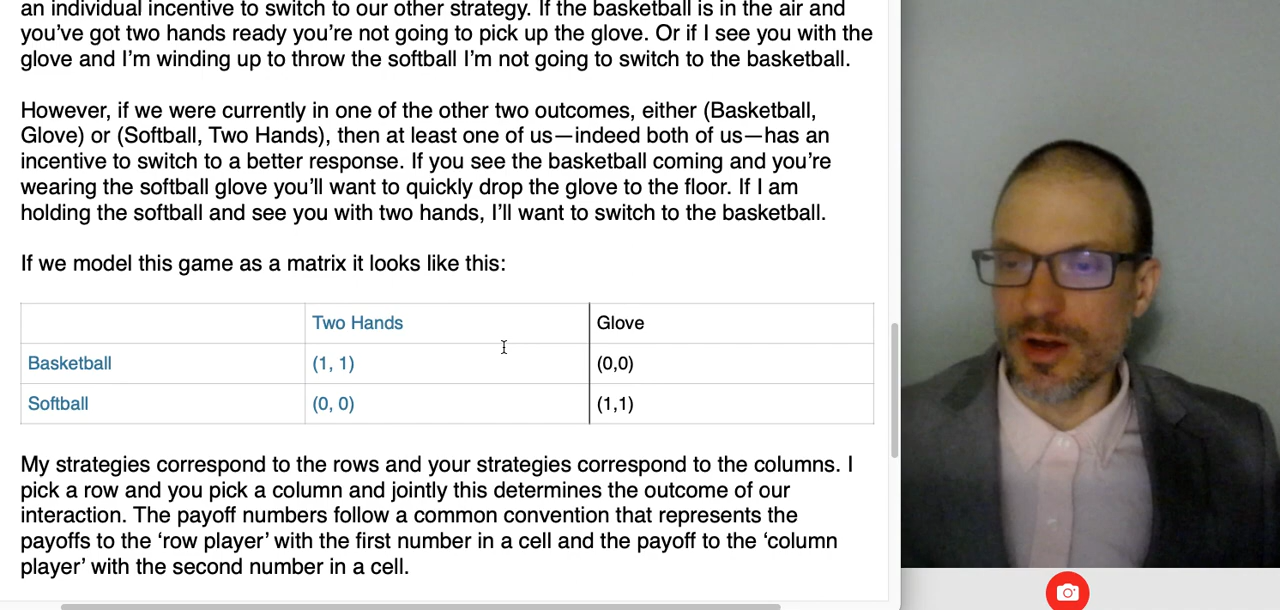 an individual incentive to switch to our other strategy. If the basketball is in the air and
you’ve got two hands ready you’re not going to pick up the glove. Or if I see you with the
glove and I’m winding up to throw the softball I’m not going to switch to the basketball.
However, if we were currently in one of the other two outcomes, either (Basketball,
Glove) or (Softball, Two Hands), then at least one of us—indeed both of us—has an
incentive to switch to a better response. If you see the basketball coming and you’re
wearing the softball glove you’ll want to quickly drop the glove to the floor. If I am
holding the softball and see you with two hands, I’ll want to switch to the basketball.
If we model this game as a matrix it looks like this:
Two Hands Glove
Basketball (1, 1) (0,0)
Softball (0, 0) (1,1)
My strategies correspond to the rows and your strategies correspond to the columns. I
pick a row and you pick a column and jointly this determines the outcome of our
interaction. The payoff numbers follow a common convention that represents the
payoffs to the ‘row player’ with the first number in a cell and the payoff to the ‘column
player’ with the second number in a cell.